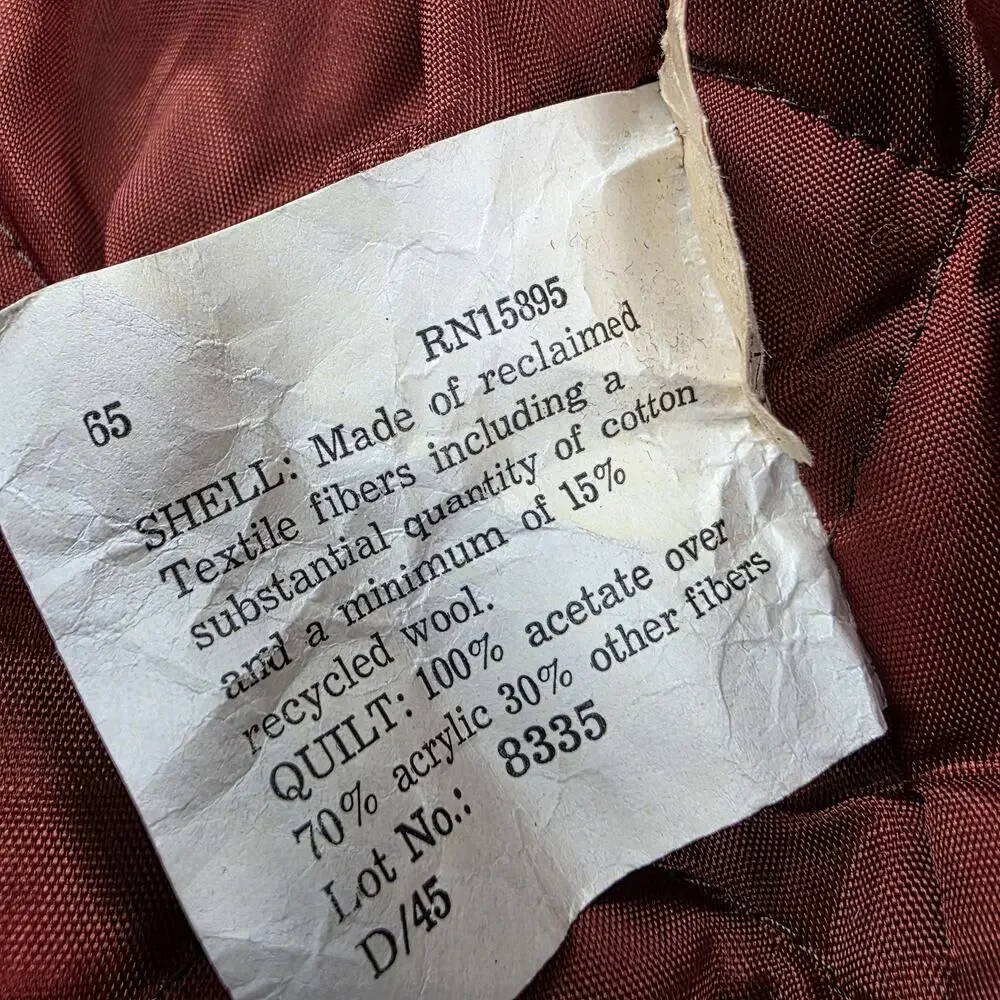 RN15895
65
SHELL: Made of reclaimed
Textile fibers including a
substantial quantity of cotton
and a minimum of 15%
recycled wool.
QUILT: 100% acetate over
70% acrylic 30% other fibers
Lot No.: 8335
D/45